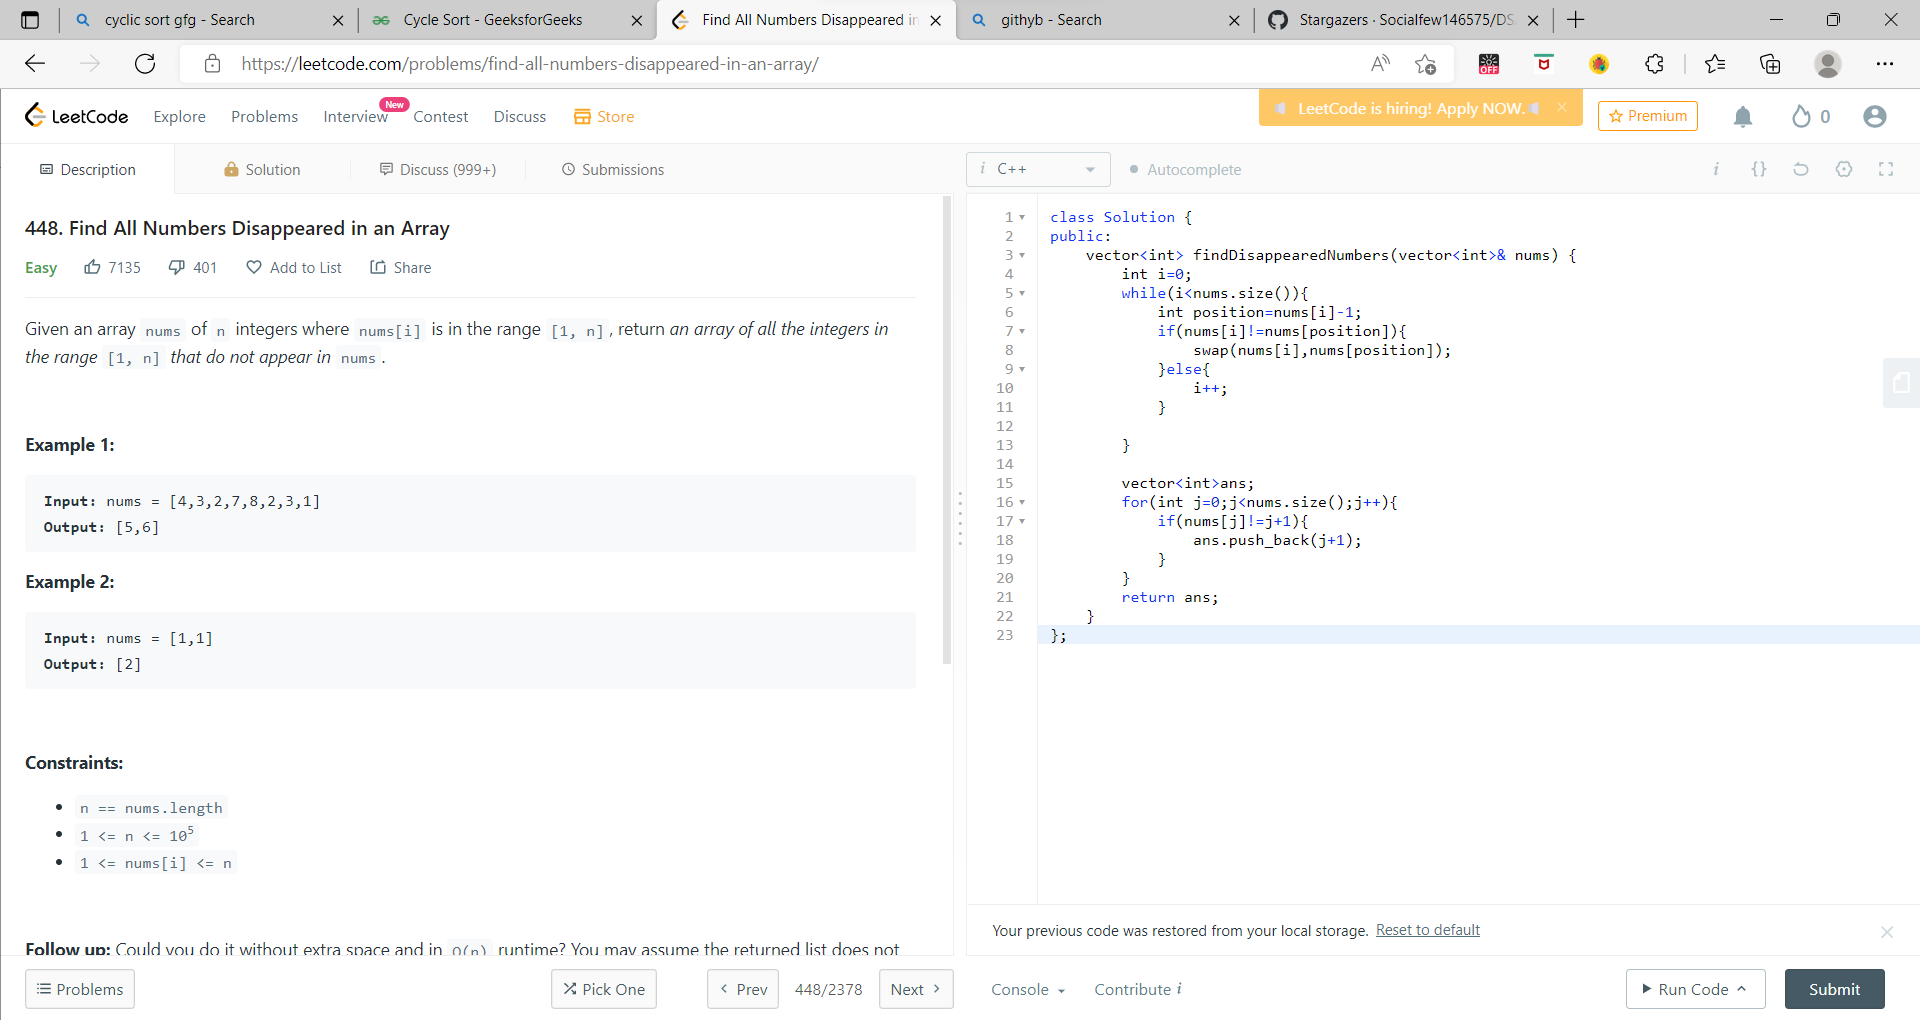 cyclic sort gfg - Search
Cycle Sort - GeeksforGeeks
Find All Numbers Disappeared in
githyb - Search
Stargazers · Socialfew146575/DS
https://leetcode.com/problems/find-all-numbers-disappeared-in-an-array/
OFF
LeetCode
Explore
Problems
Interview
New
Contest
Discuss
Store
LeetCode is hiring! Apply NOW.
Premium
0
Description
Solution
Discuss (999+)
Submissions
i C++
Autocomplete
448. Find All Numbers Disappeared in an Array
Easy
7135
401
Add to List
Share
Given an array nums of n integers where nums[i] is in the range [1, n], return an array of all the integers in
the range [1, n] that do not appear in nums.
Example 1:
Input: nums = [4,3,2,7,8,2,3,1]
Output: [5,6]
Example 2:
Input: nums = [1,1]
Output: [2]
Constraints:
n == nums.length
1 <= n <= 10⁵
1 <= nums[i] <= n
Follow up: Could you do it without extra space and in O(n) runtime? You may assume the returned list does not
1 class Solution {
2 public:
3 vector<int> findDisappearedNumbers(vector<int>& nums) {
4 int i=0;
5 while(i<nums.size()){
6 int position=nums[i]-1;
7 if(nums[i]!=nums[position]){
8 swap(nums[i],nums[position]);
9 }else{
10 i++;
11 }
12
13 }
14
15 vector<int>ans;
16 for(int j=0;j<nums.size();j++){
17 if(nums[j]!=j+1){
18 ans.push_back(j+1);
19 }
20 }
21 return ans;
22 }
23 };
Your previous code was restored from your local storage. Reset to default
Problems
Pick One
Prev
448/2378
Next
Console
Contribute i
Run Code
Submit